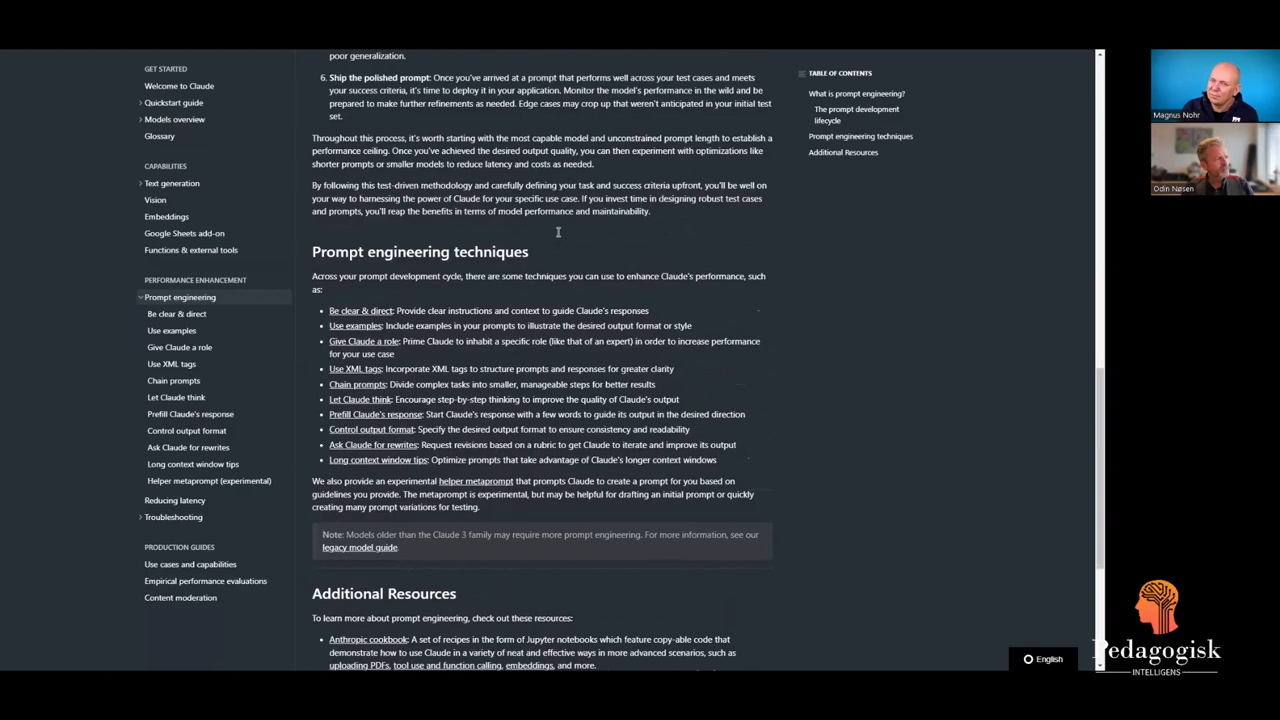 GET STARTED
Welcome to Claude
Quickstart guide
Models overview
Glossary
CAPABILITIES
Text generation
Vision
Embeddings
Google Sheets add-on
Functions & external tools
PERFORMANCE ENHANCEMENT
Prompt engineering
Be clear & direct
Use examples
Give Claude a role
Use XML tags
Chain prompts
Let Claude think
Prefill Claude's response
Control output format
Ask Claude for rewrites
Long context window tips
Helper metaprompt (experimental)
Reducing latency
Troubleshooting
PRODUCTION GUIDES
Use cases and capabilities
Empirical performance evaluations
Content moderation
poor generalization.
6. Ship the polished prompt: Once you've arrived at a prompt that performs well across your test cases and meets
your success criteria, it's time to deploy it in your application. Monitor the model's performance in the wild and be
prepared to make further refinements as needed. Edge cases may crop up that weren't anticipated in your initial test
set.
Throughout this process, it's worth starting with the most capable model and unconstrained prompt length to establish a
performance ceiling. Once you've achieved the desired output quality, you can then experiment with optimizations like
shorter prompts or smaller models to reduce latency and costs as needed.
By following this test-driven methodology and carefully defining your task and success criteria upfront, you'll be well on
your way to harnessing the power of Claude for your specific use case. If you invest time in designing robust test cases
and prompts, you'll reap the benefits in terms of model performance and maintainability.
Prompt engineering techniques
Across your prompt development cycle, there are some techniques you can use to enhance Claude's performance, such
as:
• Be clear & direct: Provide clear instructions and context to guide Claude's responses
• Use examples: Include examples in your prompts to illustrate the desired output format or style
• Give Claude a role: Prime Claude to inhabit a specific role (like that of an expert) in order to increase performance
for your use case
• Use XML tags: Incorporate XML tags to structure prompts and responses for greater clarity
• Chain prompts: Divide complex tasks into smaller, manageable steps for better results
• Let Claude think: Encourage step-by-step thinking to improve the quality of Claude's output
• Prefill Claude's response: Start Claude's response with a few words to guide its output in the desired direction
• Control output format: Specify the desired output format to ensure consistency and readability
• Ask Claude for rewrites: Request revisions based on a rubric to get Claude to iterate and improve its output
• Long context window tips: Optimize prompts that take advantage of Claude's longer context windows
We also provide an experimental helper metaprompt that prompts Claude to create a prompt for you based on
guidelines you provide. The metaprompt is experimental, but may be helpful for drafting an initial prompt or quickly
creating many prompt variations for testing.
Note: Models older than the Claude 3 family may require more prompt engineering. For more information, see our
legacy model guide.
Additional Resources
To learn more about prompt engineering, check out these resources:
• Anthropic cookbook: A set of recipes in the form of Jupyter notebooks which feature copy-able code that
demonstrate how to use Claude in a variety of neat and effective ways in more advanced scenarios, such as
uploading PDFs, tool use and function calling, embeddings, and more.
TABLE OF CONTENTS
What is prompt engineering?
The prompt development
lifecycle
Prompt engineering techniques
Additional Resources
Magnus Nohr
Odin Nøsen
English
Pedagogisk
INTELLIGENS